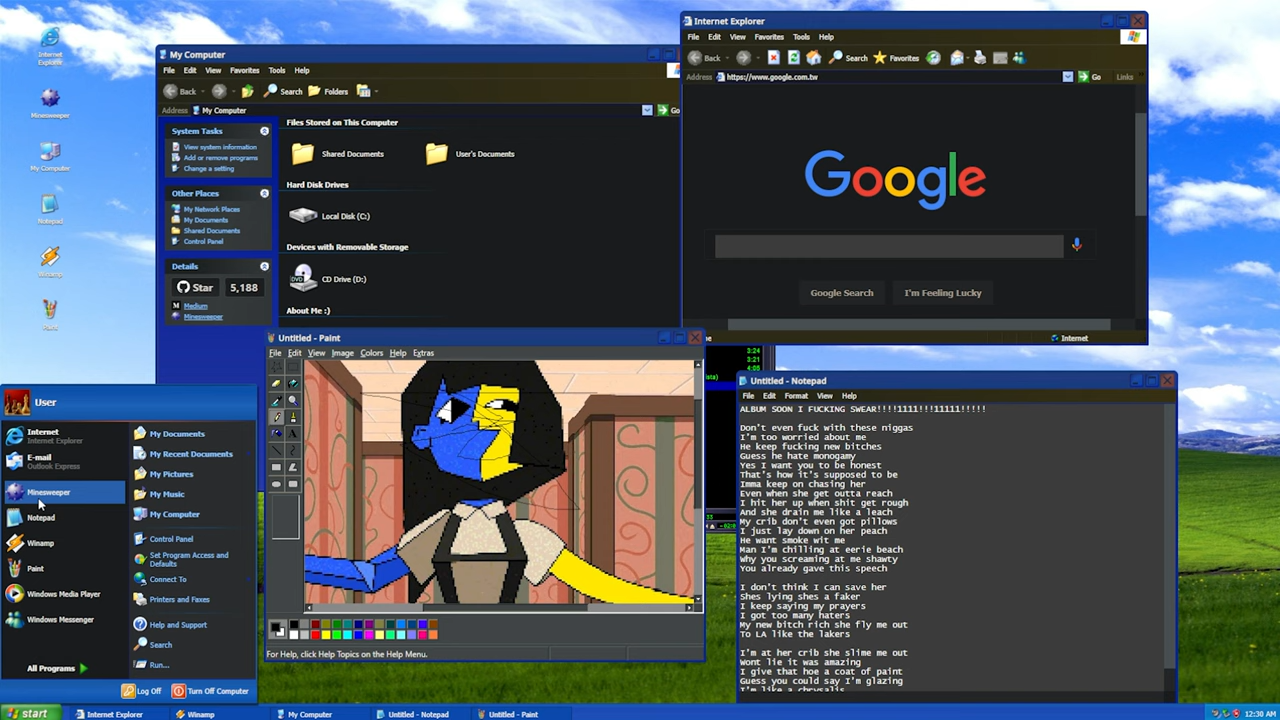 Internet
Explorer
Minesweeper
My Computer
Notepad
Winamp
Paint
My Computer
File Edit View Favorites Tools Help
Back Search Folders
Address My Computer Go
System Tasks
View system information
Add or remove programs
Change a setting
Other Places
My Network Places
My Documents
Shared Documents
Control Panel
Details
Star 5,188
Medium
Minesweeper
Files Stored on This Computer
Shared Documents User's Documents
Hard Disk Drives
Local Disk (C:)
Devices with Removable Storage
DVD CD Drive (D:)
About Me :)
Internet Explorer
File Edit View Favorites Tools Help
Back Search Favorites
Address https://www.google.com.tw Go Links
Google
Google Search I'm Feeling Lucky
Internet
3:24
3:21
4:05
Untitled - Paint
File Edit View Image Colors Help Extras
For Help, click Help Topics on the Help Menu.
Untitled - Notepad
File Edit Format View Help
ALBUM SOON I FUCKING SWEAR!!!!1111!!!11111!!!!!
Don't even fuck with these niggas
I'm too worried about me
He keep fucking new bitches
Guess he hate monogamy
Yes I want you to be honest
That's how it's supposed to be
Imma keep on chasing her
Even when she get outta reach
I hit her up when shit get rough
And she drain me like a leach
My crib don't even got pillows
I just lay down on her peach
He want smoke wit me
Man I'm chilling at eerie beach
Why you screaming at me shawty
You already gave this speech
I don't think I can save her
Shes lying shes a faker
I keep saying my prayers
I got too many haters
My new bitch rich she fly me out
To LA like the lakers
I'm at her crib she slime me out
Wont lie it was amazing
I give that hoe a coat of paint
Guess you could say I'm glazing
I'm like a chrysalis
User
Internet
Internet Explorer
E-mail
Outlook Express
Minesweeper
Notepad
Winamp
Paint
Windows Media Player
Windows Messenger
All Programs
My Documents
My Recent Documents
My Pictures
My Music
My Computer
Control Panel
Set Program Access and
Defaults
Connect To
Printers and Faxes
Help and Support
Search
Run...
Log Off Turn Off Computer
start Internet Explorer Winamp My Computer Untitled - Notepad Untitled - Paint 12:30 AM